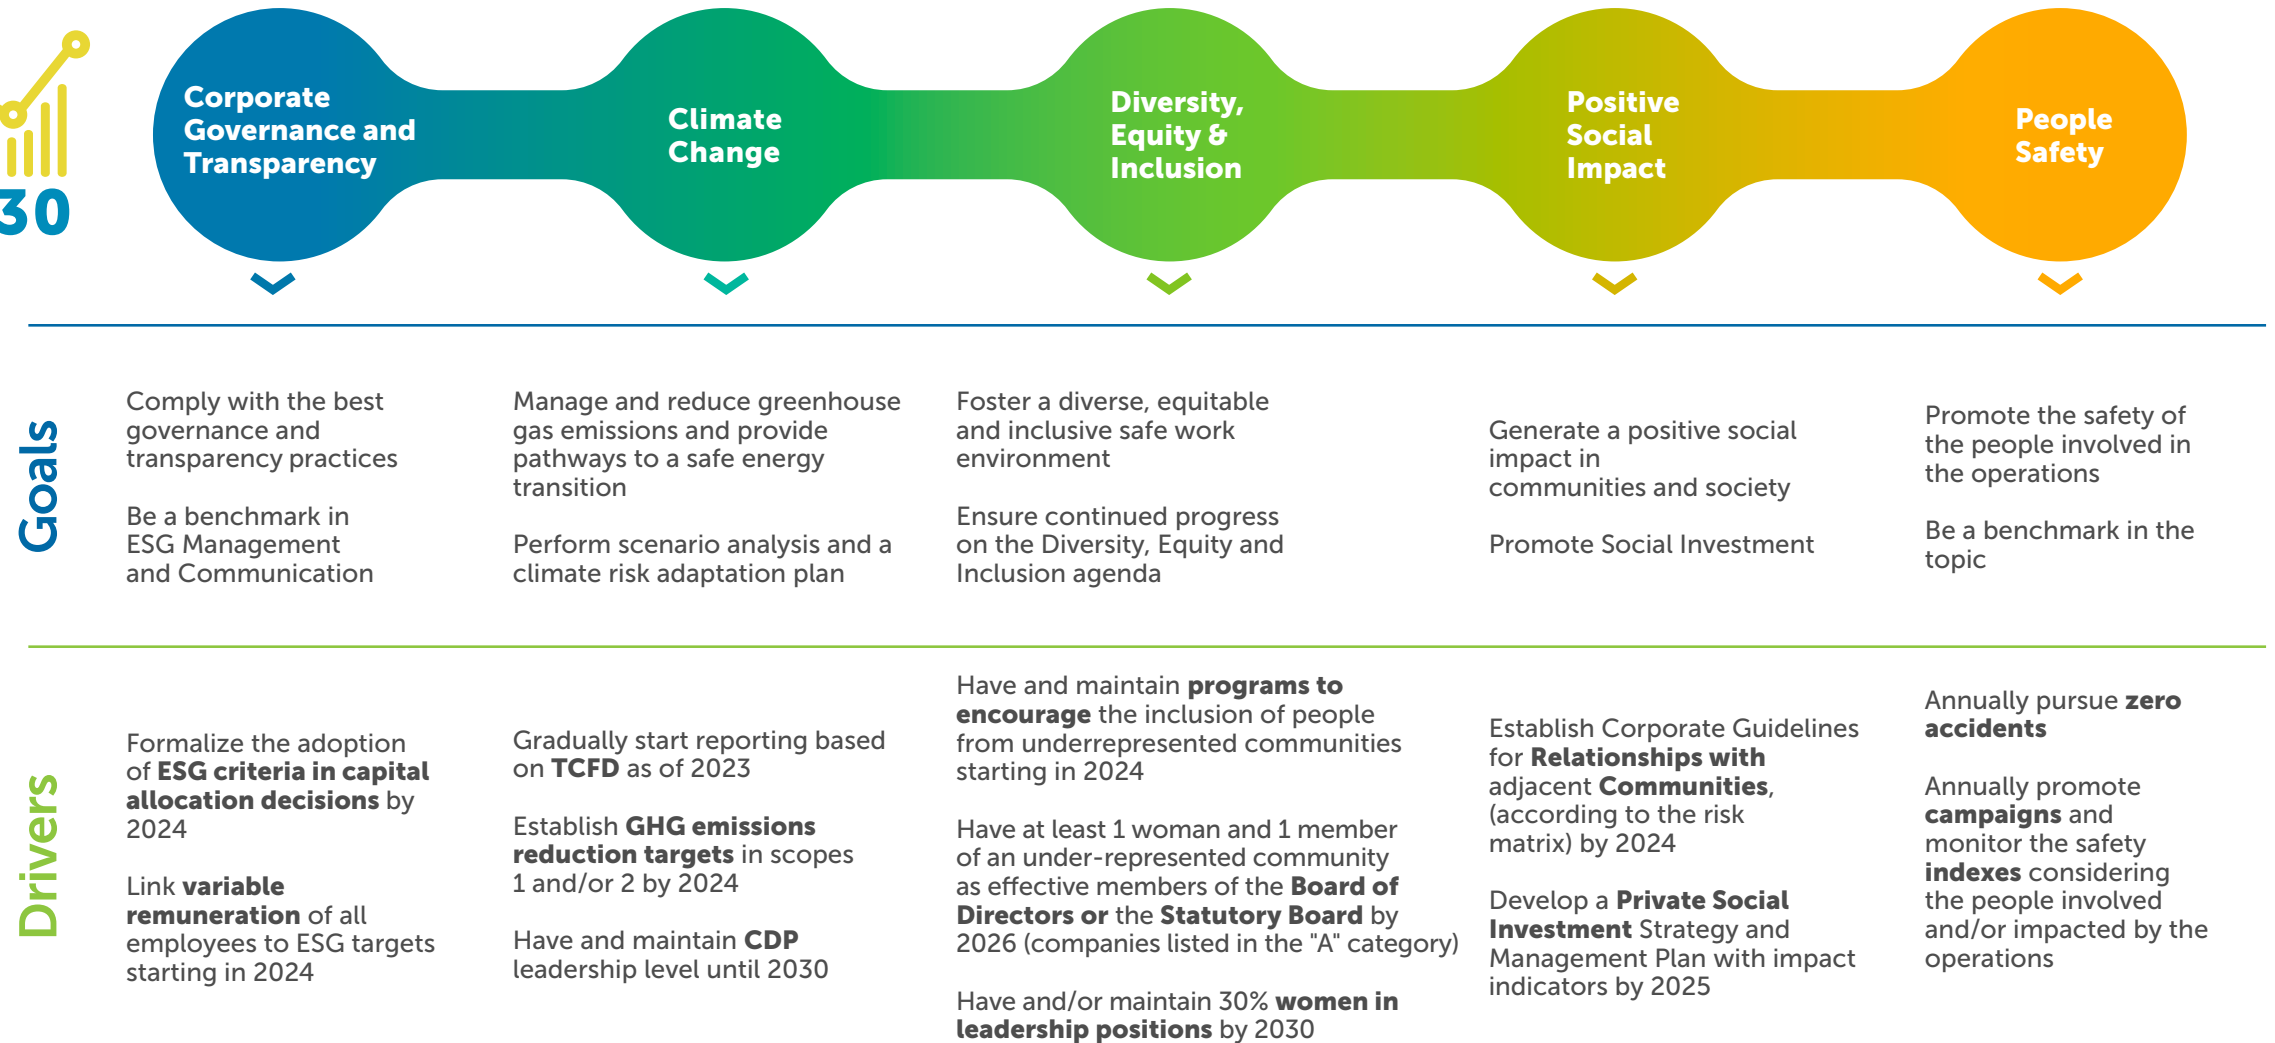 30
Corporate
Governance and
Transparency
Climate
Change
Diversity,
Equity &
Inclusion
Positive
Social
Impact
People
Safety
Goals
Comply with the best
governance and
transparency practices
Be a benchmark in
ESG Management
and Communication
Manage and reduce greenhouse
gas emissions and provide
pathways to a safe energy
transition
Perform scenario analysis and a
climate risk adaptation plan
Foster a diverse, equitable
and inclusive safe work
environment
Ensure continued progress
on the Diversity, Equity and
Inclusion agenda
Generate a positive social
impact in
communities and society
Promote Social Investment
Promote the safety of
the people involved in
the operations
Be a benchmark in the
topic
Drivers
Formalize the adoption
of ESG criteria in capital
allocation decisions by
2024
Link variable
remuneration of all
employees to ESG targets
starting in 2024
Gradually start reporting based
on TCFD as of 2023
Establish GHG emissions
reduction targets in scopes
1 and/or 2 by 2024
Have and maintain CDP
leadership level until 2030
Have and maintain programs to
encourage the inclusion of people
from underrepresented communities
starting in 2024
Have at least 1 woman and 1 member
of an under-represented community
as effective members of the Board of
Directors or the Statutory Board by
2026 (companies listed in the "A" category)
Have and/or maintain 30% women in
leadership positions by 2030
Establish Corporate Guidelines
for Relationships with
adjacent Communities,
(according to the risk
matrix) by 2024
Develop a Private Social
Investment Strategy and
Management Plan with impact
indicators by 2025
Annually pursue zero
accidents
Annually promote
campaigns and
monitor the safety
indexes considering
the people involved
and/or impacted by the
operations